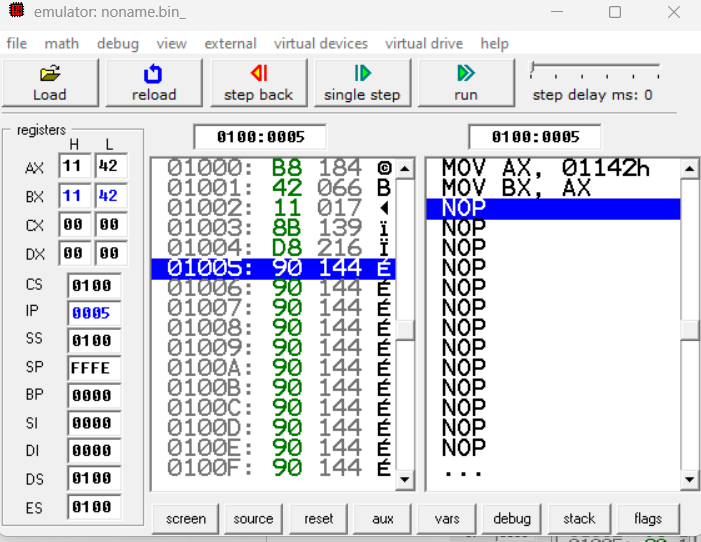 emulator: noname.bin_
file math debug view external virtual devices virtual drive help
Load reload step back single step run step delay ms: 0
registers
H L
AX 11 42
BX 11 42
CX 00 00
DX 00 00
CS 0100
IP 0005
SS 0100
SP FFFE
BP 0000
SI 0000
DI 0000
DS 0100
ES 0100
0100:0005
01000: B8 184 ©
01001: 42 066 B
01002: 11 017 ◄
01003: 8B 139 ï
01004: D8 216 Ï
01005: 90 144 É
01006: 90 144 É
01007: 90 144 É
01008: 90 144 É
01009: 90 144 É
0100A: 90 144 É
0100B: 90 144 É
0100C: 90 144 É
0100D: 90 144 É
0100E: 90 144 É
0100F: 90 144 É
0100:0005
MOV AX, 01142h
MOV BX, AX
NOP
NOP
NOP
NOP
NOP
NOP
NOP
NOP
NOP
NOP
NOP
NOP
NOP
...
screen source reset aux vars debug stack flags